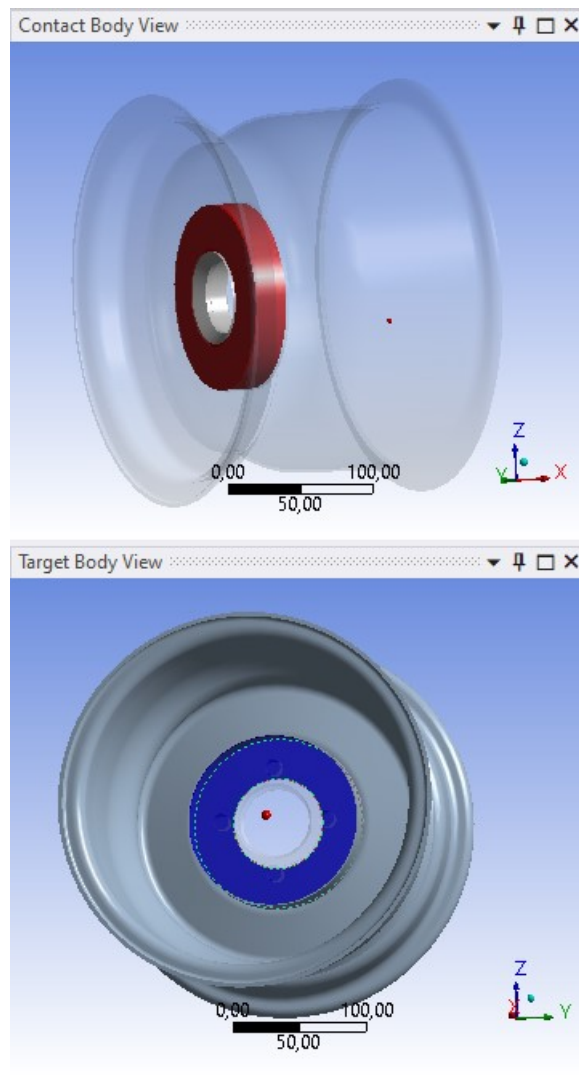 Contact Body View
0,00 100,00
50,00
Z
Y X
Target Body View
0,00 100,00
50,00
Z
X Y